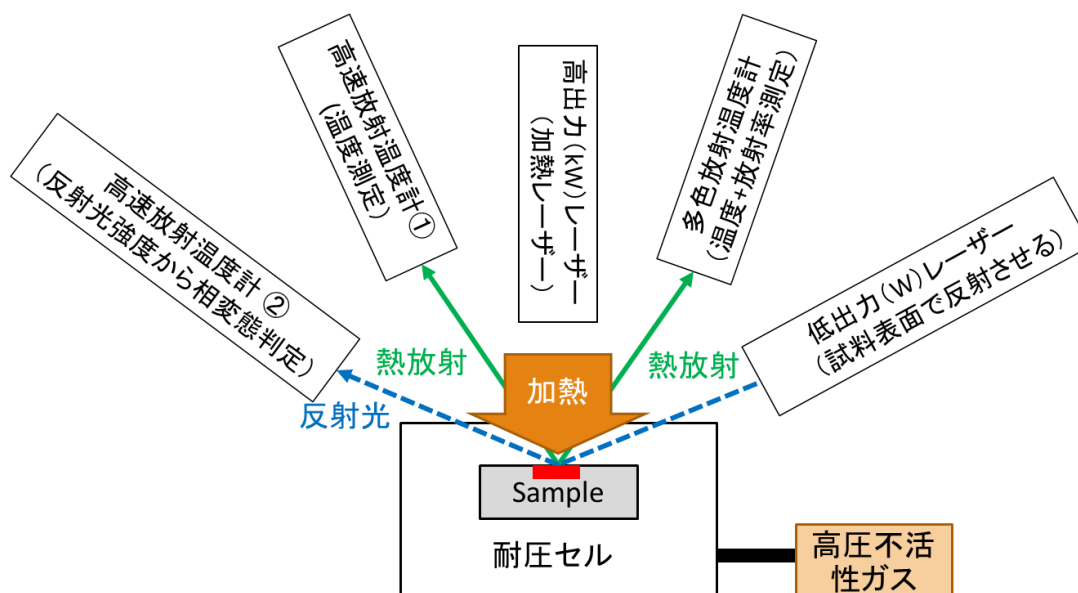 高速放射温度計 ②
(反射光強度から相変態判定)
高速放射温度計 ①
(温度測定)
高出力(kW)レーザー
(加熱レーザー)
多色放射温度計
(温度+放射率測定)
低出力(W)レーザー
(試料表面で反射させる)
熱放射
加熱
熱放射
反射光
Sample
耐圧セル
高圧不活
性ガス